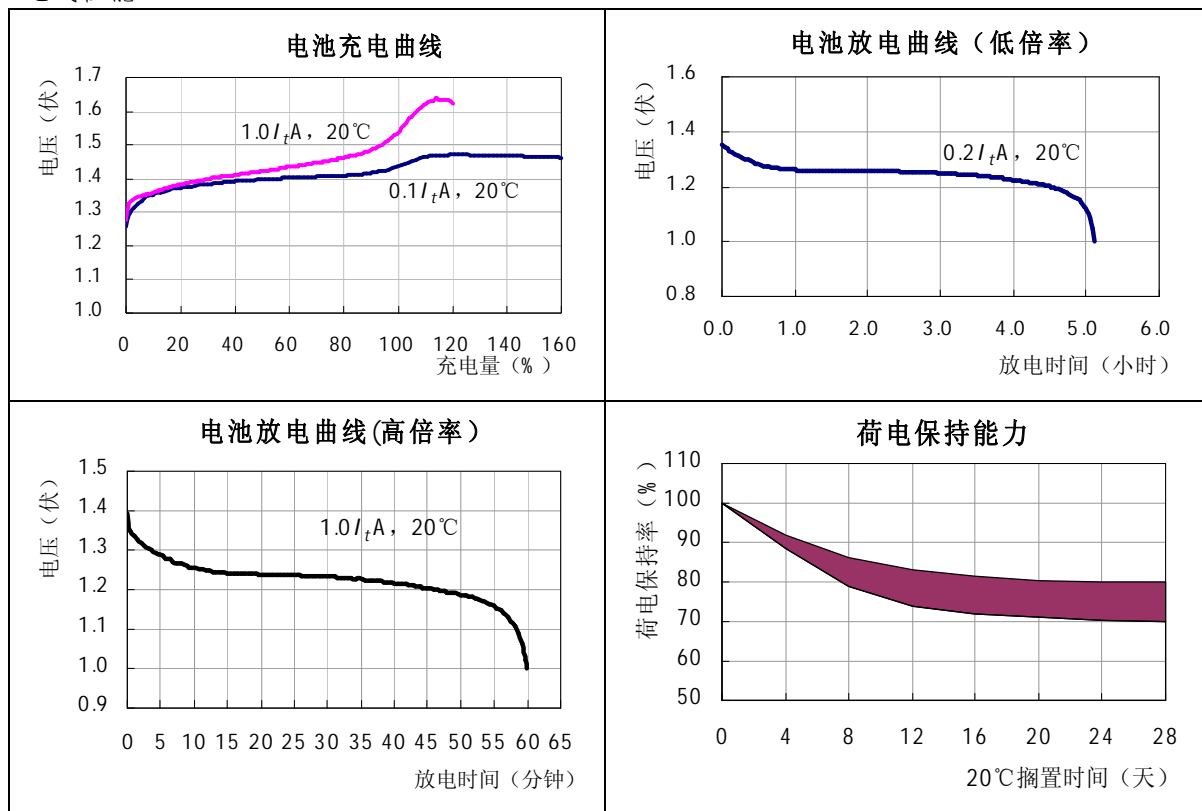 电池充电曲线
电压（伏）
1.7
1.6
1.5
1.4
1.3
1.2
1.1
1.0
1.0ItA，20℃
0.1ItA，20℃
0 20 40 60 80 100 120 140 160
充电量（%）
电池放电曲线（低倍率）
电压（伏）
1.6
1.4
1.2
1.0
0.8
0.2ItA，20℃
0.0 1.0 2.0 3.0 4.0 5.0 6.0
放电时间（小时）
电池放电曲线(高倍率）
电压（伏）
1.5
1.4
1.3
1.2
1.1
1.0
0.9
1.0ItA，20℃
0 5 10 15 20 25 30 35 40 45 50 55 60 65
放电时间（分钟）
荷电保持能力
荷电保持率（%）
110
100
90
80
70
60
50
0 4 8 12 16 20 24 28
20℃搁置时间（天）